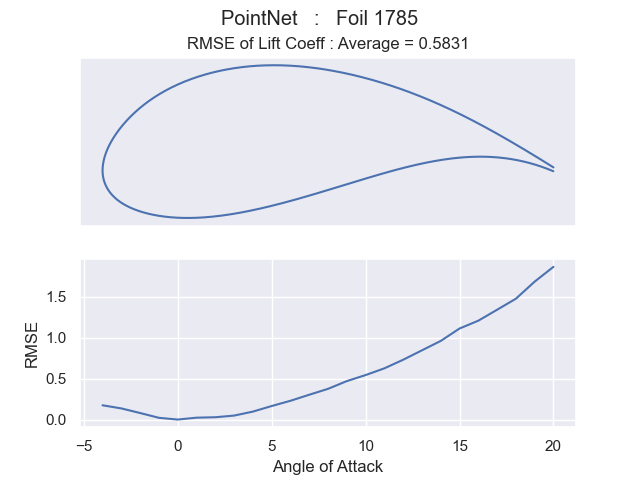 PointNet : Foil 1785
RMSE of Lift Coeff : Average = 0.5831
1.5
1.0
0.5
0.0
RMSE
−5 0 5 10 15 20
Angle of Attack